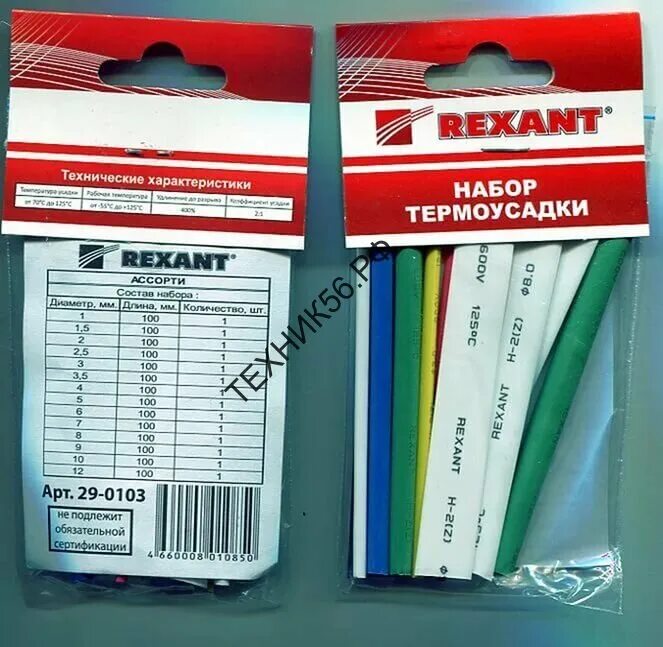 Технические характеристики
Температура усадки Рабочая температура Удлинение до разрыва Коэффициент усадки
от 70°С до 125°С от -55°С до +125°С 400% 2:1
REXANT®
АССОРТИ
Состав набора :
Диаметр, мм. Длина, мм. Количество, шт.
1 100 1
1,5 100 1
2 100 1
2,5 100 1
3 100 1
3,5 100 1
4 100 1
5 100 1
6 100 1
7 100 1
8 100 1
9 100 1
10 100 1
12 100 1
Арт. 29-0103
не подлежит
обязательной
сертификации
4 660008 010850
REXANT®
НАБОР
ТЕРМОУСАДКИ
600V 125°C REXANT H-2(Z)
Ф8.0 H-2(Z) REXANT
ТЕХНИК56.РФ